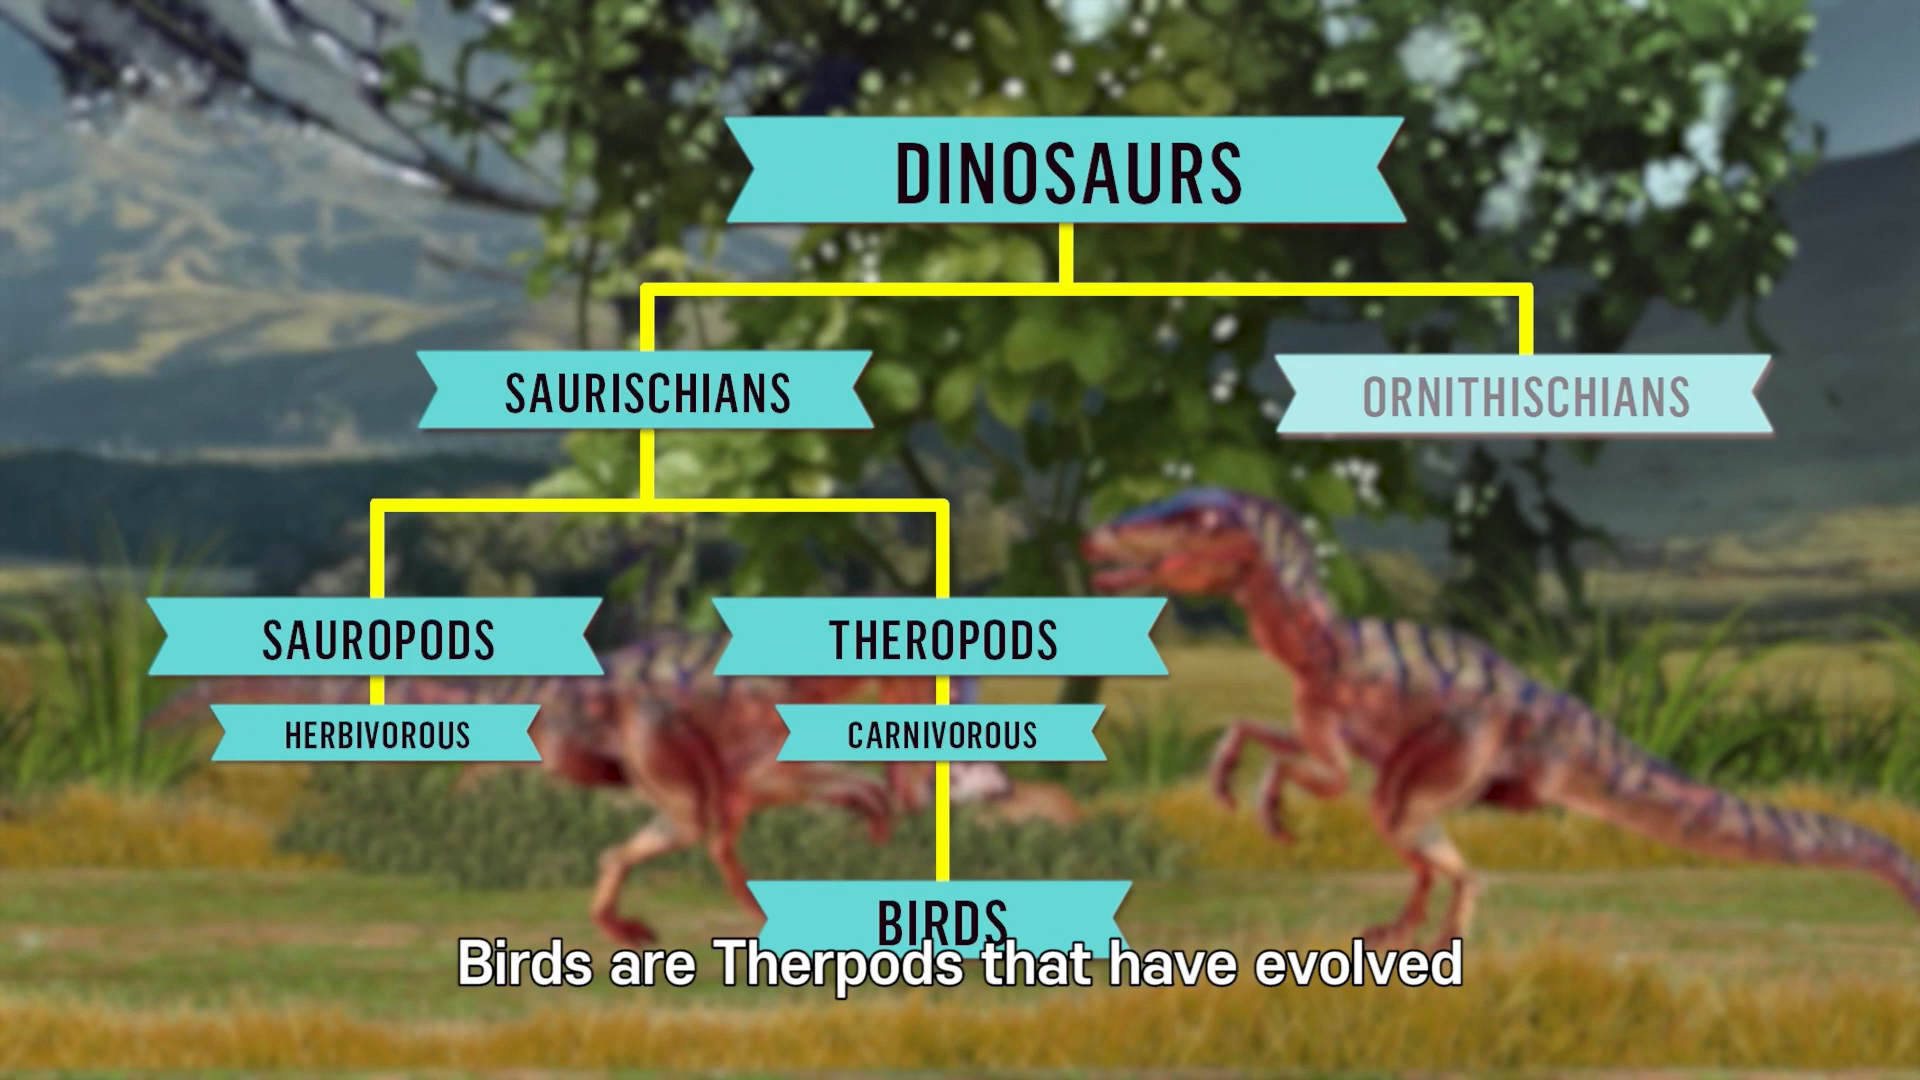 DINOSAURS
SAURISCHIANS
ORNITHISCHIANS
SAUROPODS
THEROPODS
HERBIVOROUS
CARNIVOROUS
BIRDS
Birds are Therpods that have evolved